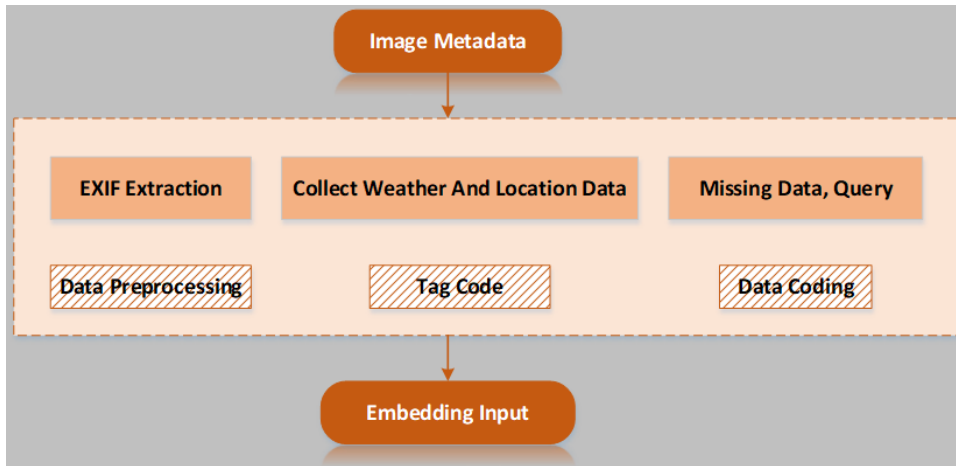 Image Metadata
EXIF Extraction
Collect Weather And Location Data
Missing Data, Query
Data Preprocessing
Tag Code
Data Coding
Embedding Input